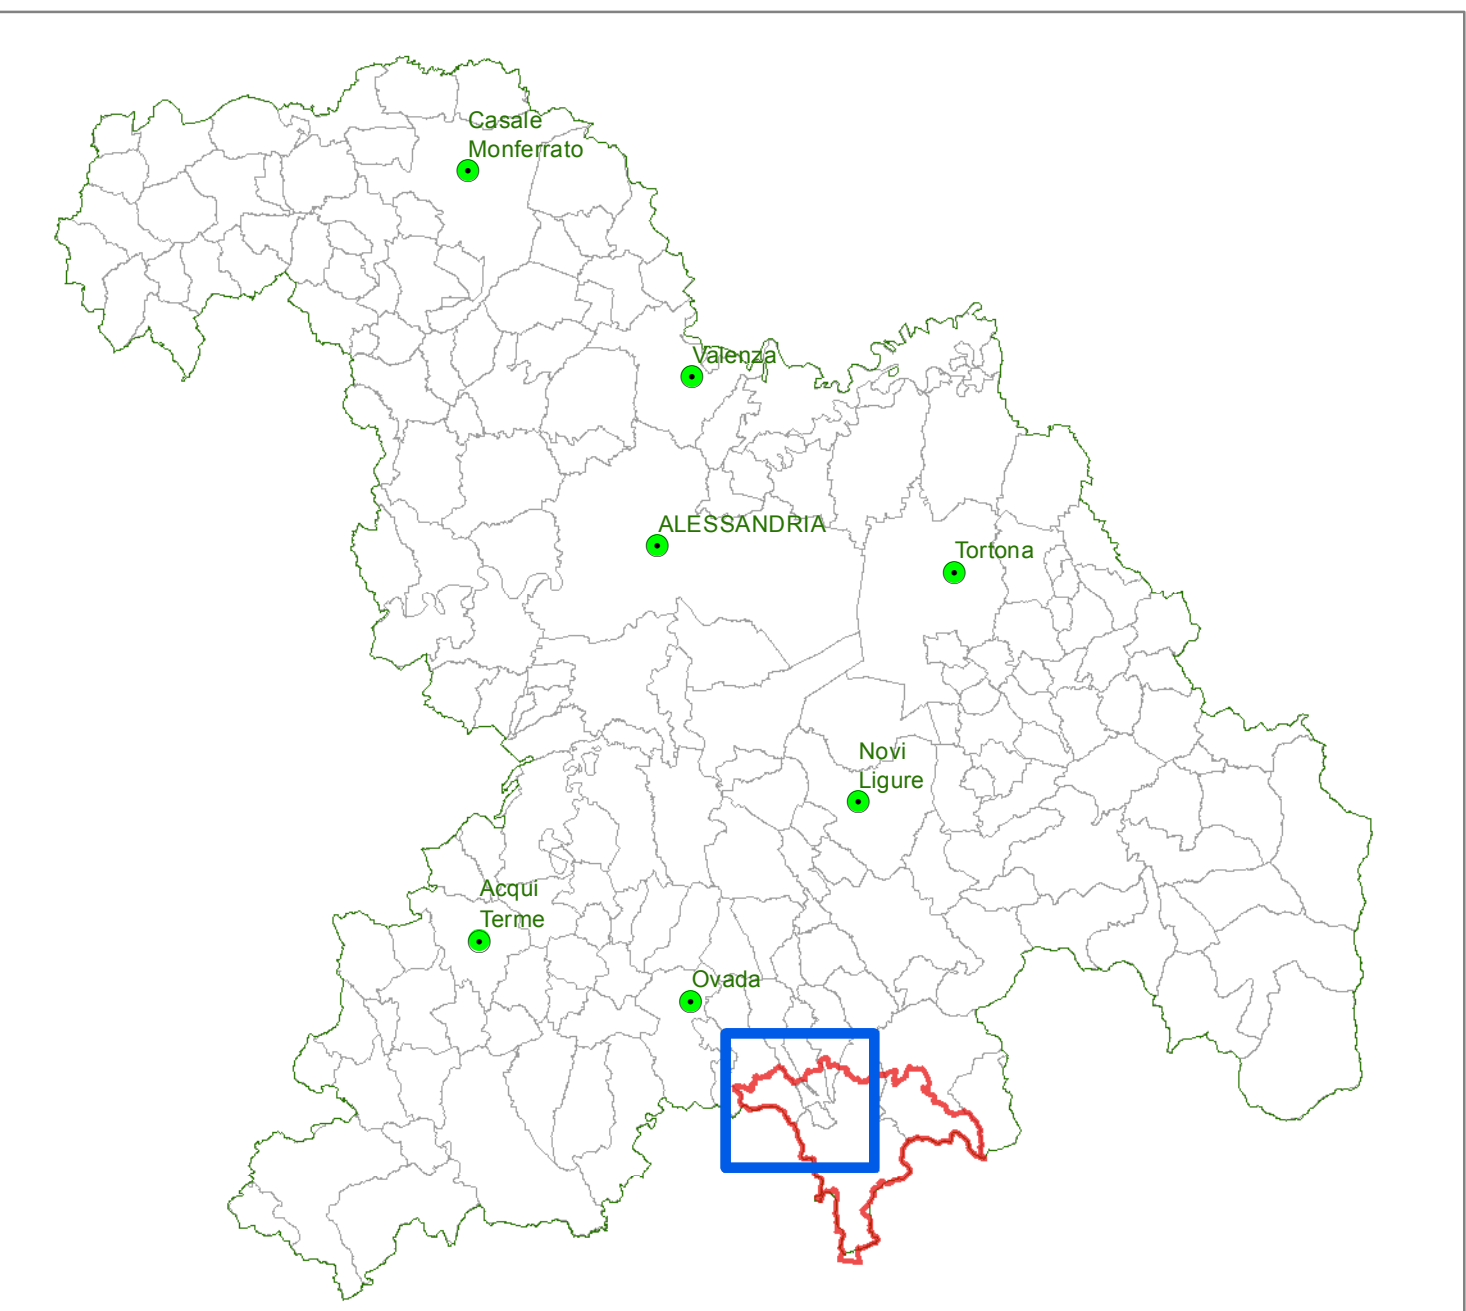 Casale
Monferrato
Valenza
ALESSANDRIA
Tortona
Novi
Ligure
Acqui
Terme
Ovada